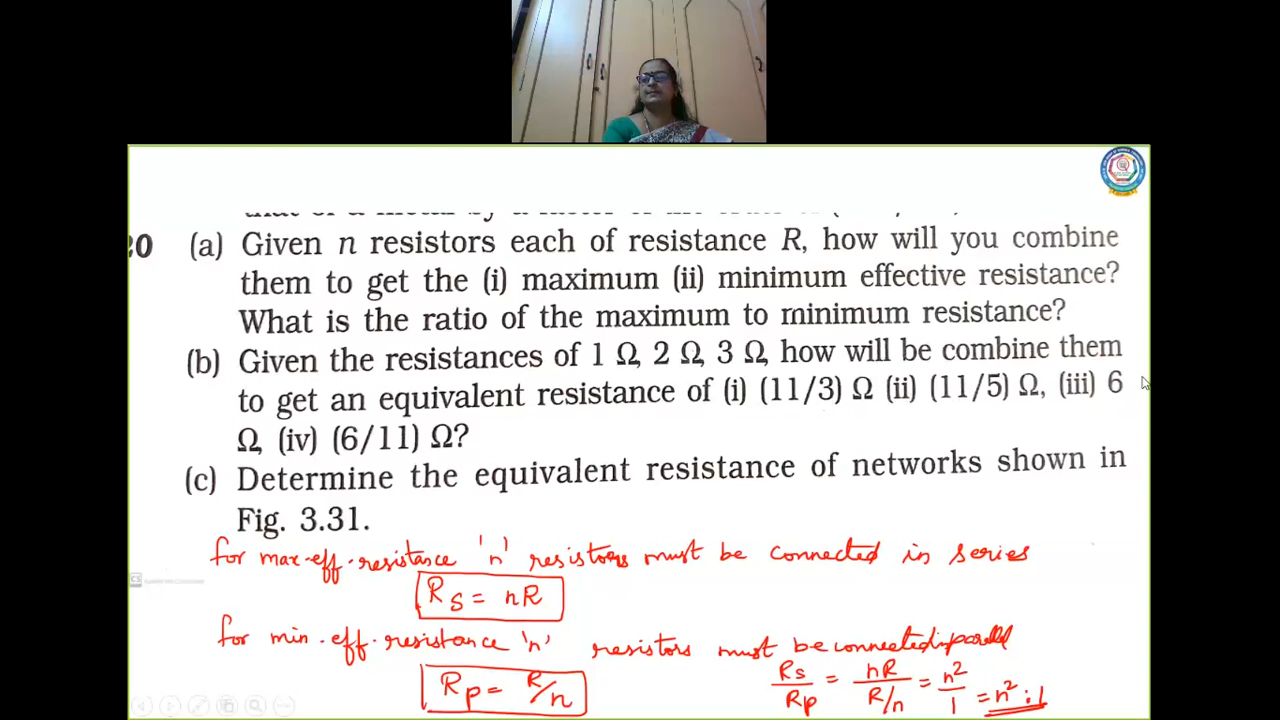 20 (a) Given n resistors each of resistance R, how will you combine
them to get the (i) maximum (ii) minimum effective resistance?
What is the ratio of the maximum to minimum resistance?
(b) Given the resistances of 1 Ω, 2 Ω, 3 Ω, how will be combine them
to get an equivalent resistance of (i) (11/3) Ω (ii) (11/5) Ω, (iii) 6
Ω, (iv) (6/11) Ω?
(c) Determine the equivalent resistance of networks shown in
Fig. 3.31.
for max.eff.resistance 'n' resistors must be connected in series
Rs = nR
for min.eff.resistance 'n' resistors must be connected in parallel
Rp = R/n
Rs/Rp = nR/R/n = n²/1 = n²:1